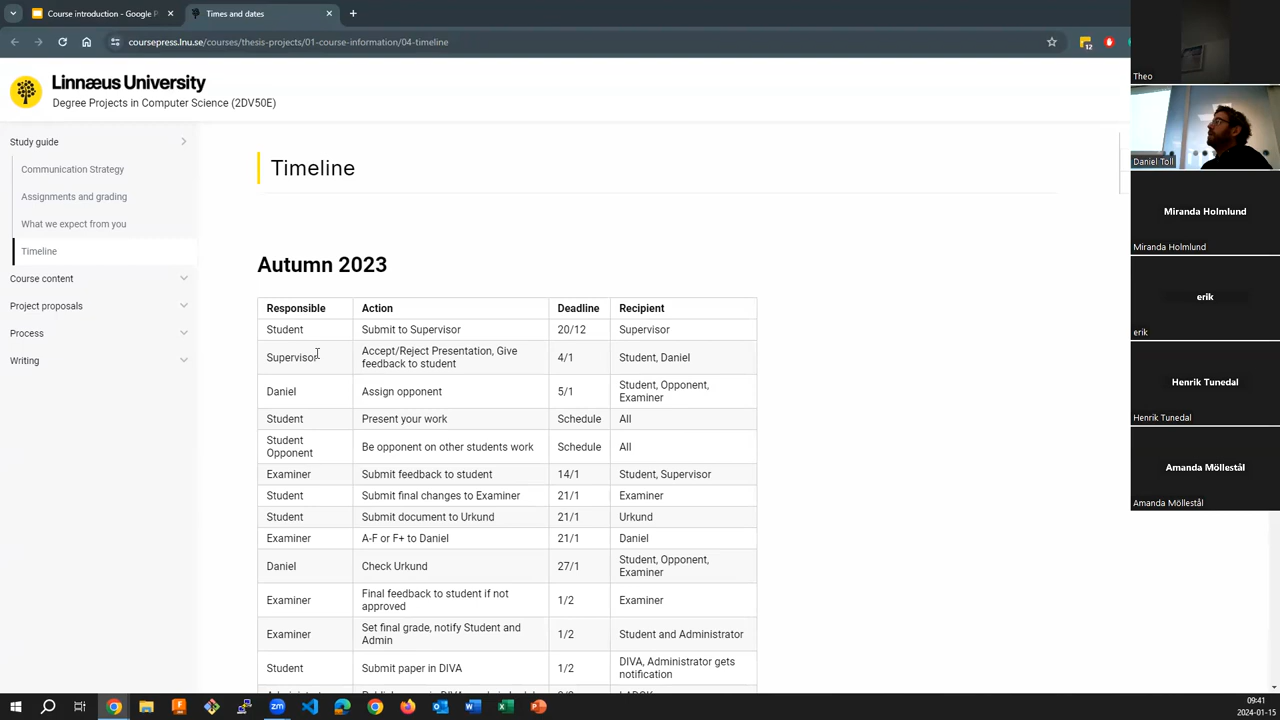 Course introduction - Google P
Times and dates
coursepress.lnu.se/courses/thesis-projects/01-course-information/04-timeline
12
Linnæus University
Degree Projects in Computer Science (2DV50E)
Study guide
Communication Strategy
Assignments and grading
What we expect from you
Timeline
Course content
Project proposals
Process
Writing
Timeline
Autumn 2023
Responsible Action Deadline Recipient
Student Submit to Supervisor 20/12 Supervisor
Supervisor Accept/Reject Presentation, Give feedback to student 4/1 Student, Daniel
Daniel Assign opponent 5/1 Student, Opponent, Examiner
Student Present your work Schedule All
Student Opponent Be opponent on other students work Schedule All
Examiner Submit feedback to student 14/1 Student, Supervisor
Student Submit final changes to Examiner 21/1 Examiner
Student Submit document to Urkund 21/1 Urkund
Examiner A-F or F+ to Daniel 21/1 Daniel
Daniel Check Urkund 27/1 Student, Opponent, Examiner
Examiner Final feedback to student if not approved 1/2 Examiner
Examiner Set final grade, notify Student and Admin 1/2 Student and Administrator
Student Submit paper in DIVA 1/2 DIVA, Administrator gets notification
Theo
Daniel Toll
Miranda Holmlund
Miranda Holmlund
erik
erik
Henrik Tunedal
Henrik Tunedal
Amanda Möllestål
Amanda Möllestål
09:41
2024-01-15